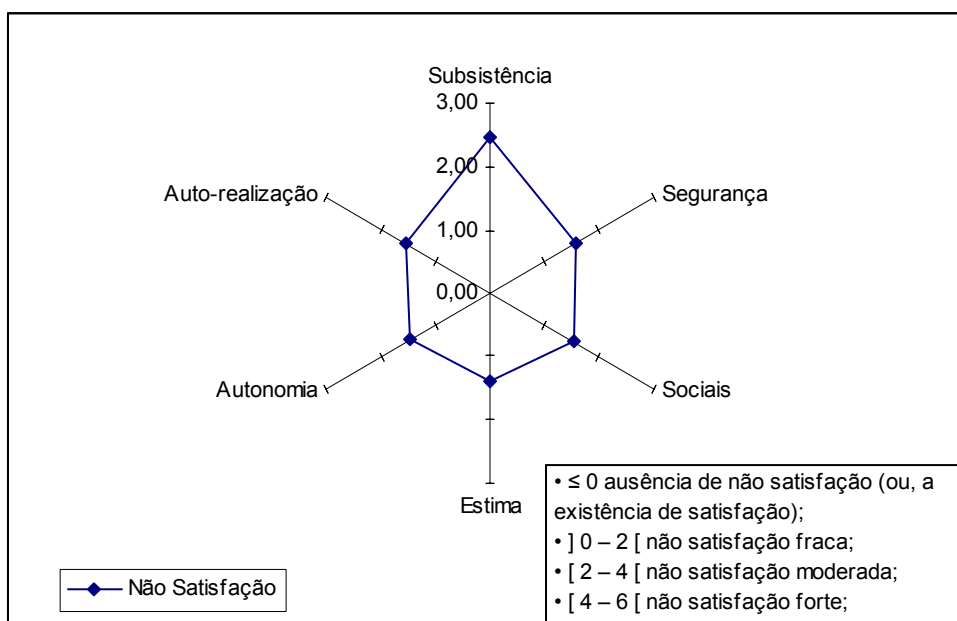 Subsistência
3,00
2,00
1,00
0,00
Auto-realização
Segurança
Autonomia
Sociais
Estima
• ≤ 0 ausência de não satisfação (ou, a
existência de satisfação);
• ] 0 – 2 [ não satisfação fraca;
• [ 2 – 4 [ não satisfação moderada;
• [ 4 – 6 [ não satisfação forte;
Não Satisfação